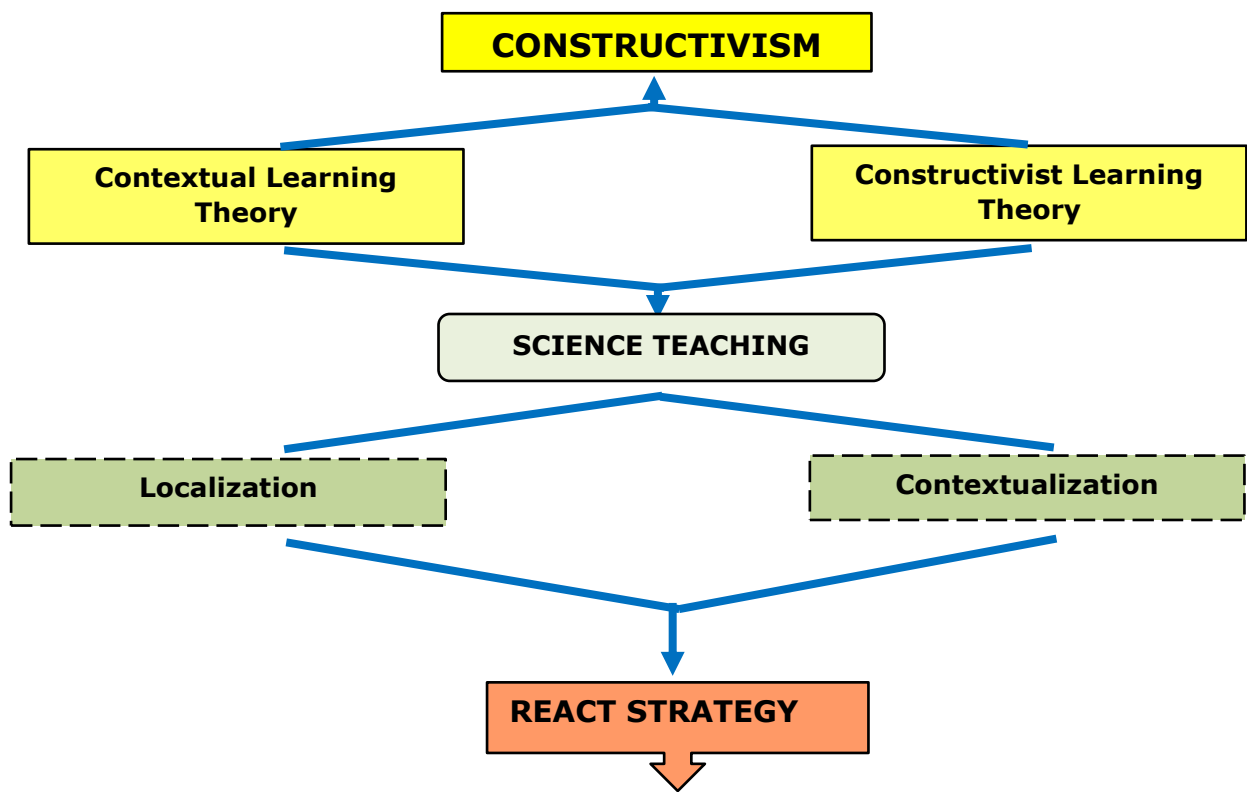 CONSTRUCTIVISM
Contextual Learning
Theory
Constructivist Learning
Theory
SCIENCE TEACHING
Localization
Contextualization
REACT STRATEGY